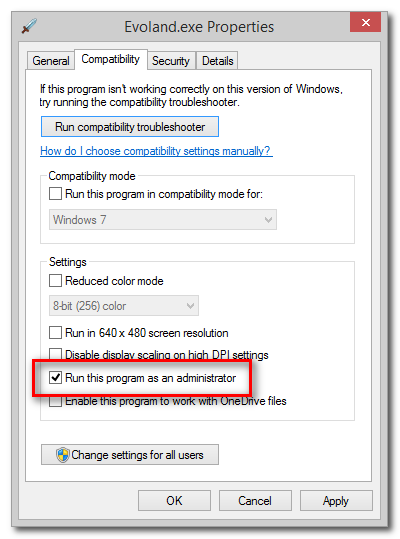 Evoland.exe Properties
General
Compatibility
Security
Details
If this program isn't working correctly on this version of Windows,
try running the compatibility troubleshooter.
Run compatibility troubleshooter
How do I choose compatibility settings manually?
Compatibility mode
Run this program in compatibility mode for:
Windows 7
Settings
Reduced color mode
8-bit (256) color
Run in 640 x 480 screen resolution
Disable display scaling on high DPI settings
Run this program as an administrator
Enable this program to work with OneDrive files
Change settings for all users
OK
Cancel
Apply